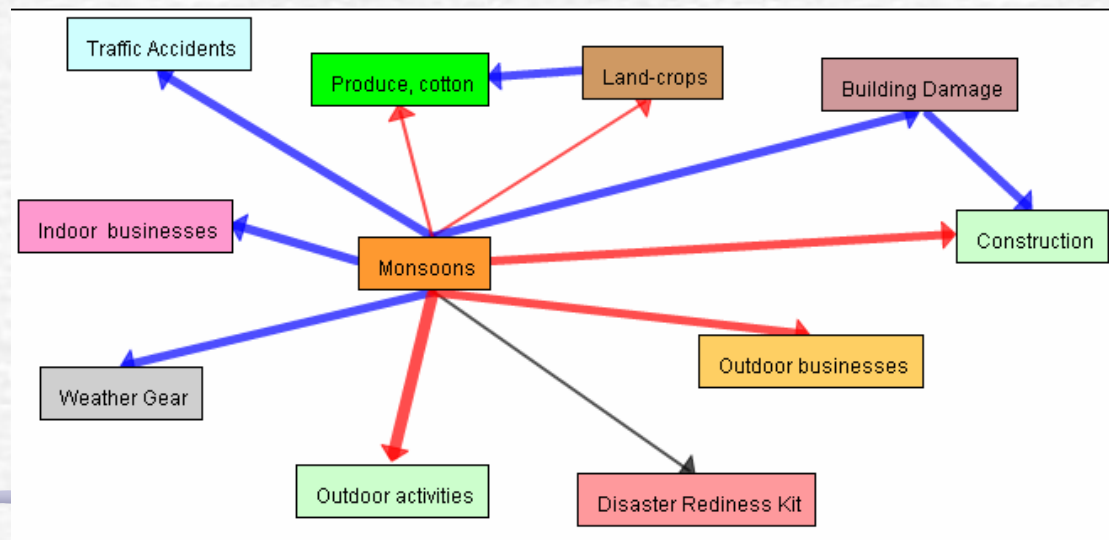 Traffic Accidents
Produce, cotton
Land-crops
Building Damage
Indoor businesses
Monsoons
Construction
Weather Gear
Outdoor businesses
Outdoor activities
Disaster Rediness Kit